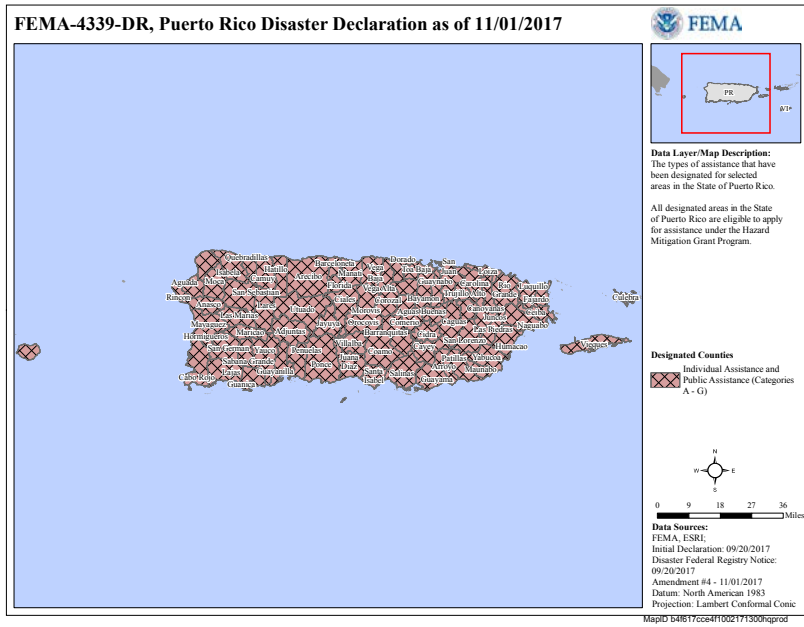 FEMA-4339-DR, Puerto Rico Disaster Declaration as of 11/01/2017
FEMA
PR
VI
Data Layer/Map Description:
The types of assistance that have
been designated for selected
areas in the State of Puerto Rico.
All designated areas in the State
of Puerto Rico are eligible to apply
for assistance under the Hazard
Mitigation Grant Program.
Quebradillas
Isabela
Hatillo
Camuy
Barceloneta
Arecibo
Manati
Vega
Baja
Dorado
Toa Baja
San
Juan
Loiza
Aguada
Moca
Florida
Vega Alta
Guaynabo
Carolina
Rio
Grande
Luquillo
Rincon
San Sebastian
Ciales
Corozal
Bayamon
Trujillo Alto
Fajardo
Culebra
Anasco
Lares
Utuado
Morovis
Aguas Buenas
Canovanas
Ceiba
Las Marias
Orocovis
Comerio
Caguas
Juncos
Naguabo
Mayaguez
Maricao
Adjuntas
Jayuya
Barranquitas
Cidra
Las Piedras
Hormigueros
Villalba
San Lorenzo
Humacao
Vieques
San German
Yauco
Penuelas
Juana
Diaz
Coamo
Cayey
Yabucoa
Sabana Grande
Ponce
Patillas
Cabo Rojo
Lajas
Guayanilla
Santa
Isabel
Salinas
Arroyo
Maunabo
Guanica
Guayama
Designated Counties
Individual Assistance and
Public Assistance (Categories
A - G)
N
W
E
S
0 9 18 27 36
Miles
Data Sources:
FEMA, ESRI;
Initial Declaration: 09/20/2017
Disaster Federal Registry Notice:
09/20/2017
Amendment #4 - 11/01/2017
Datum: North American 1983
Projection: Lambert Conformal Conic
MapID b4f617cce4f1002171300hqprod